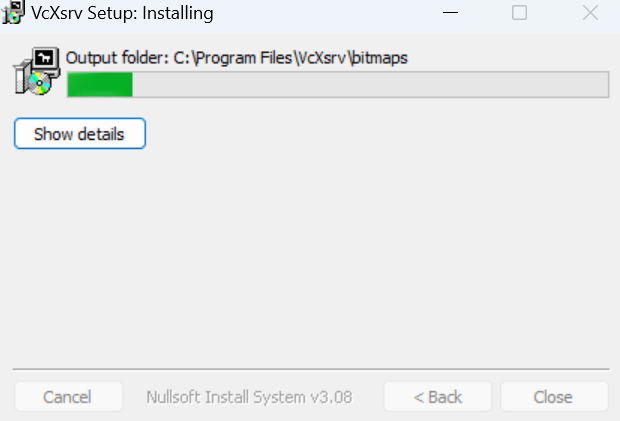 VcXsrv Setup: Installing
Output folder: C:\Program Files\VcXsrv\bitmaps
Show details
Cancel
Nullsoft Install System v3.08
< Back
Close